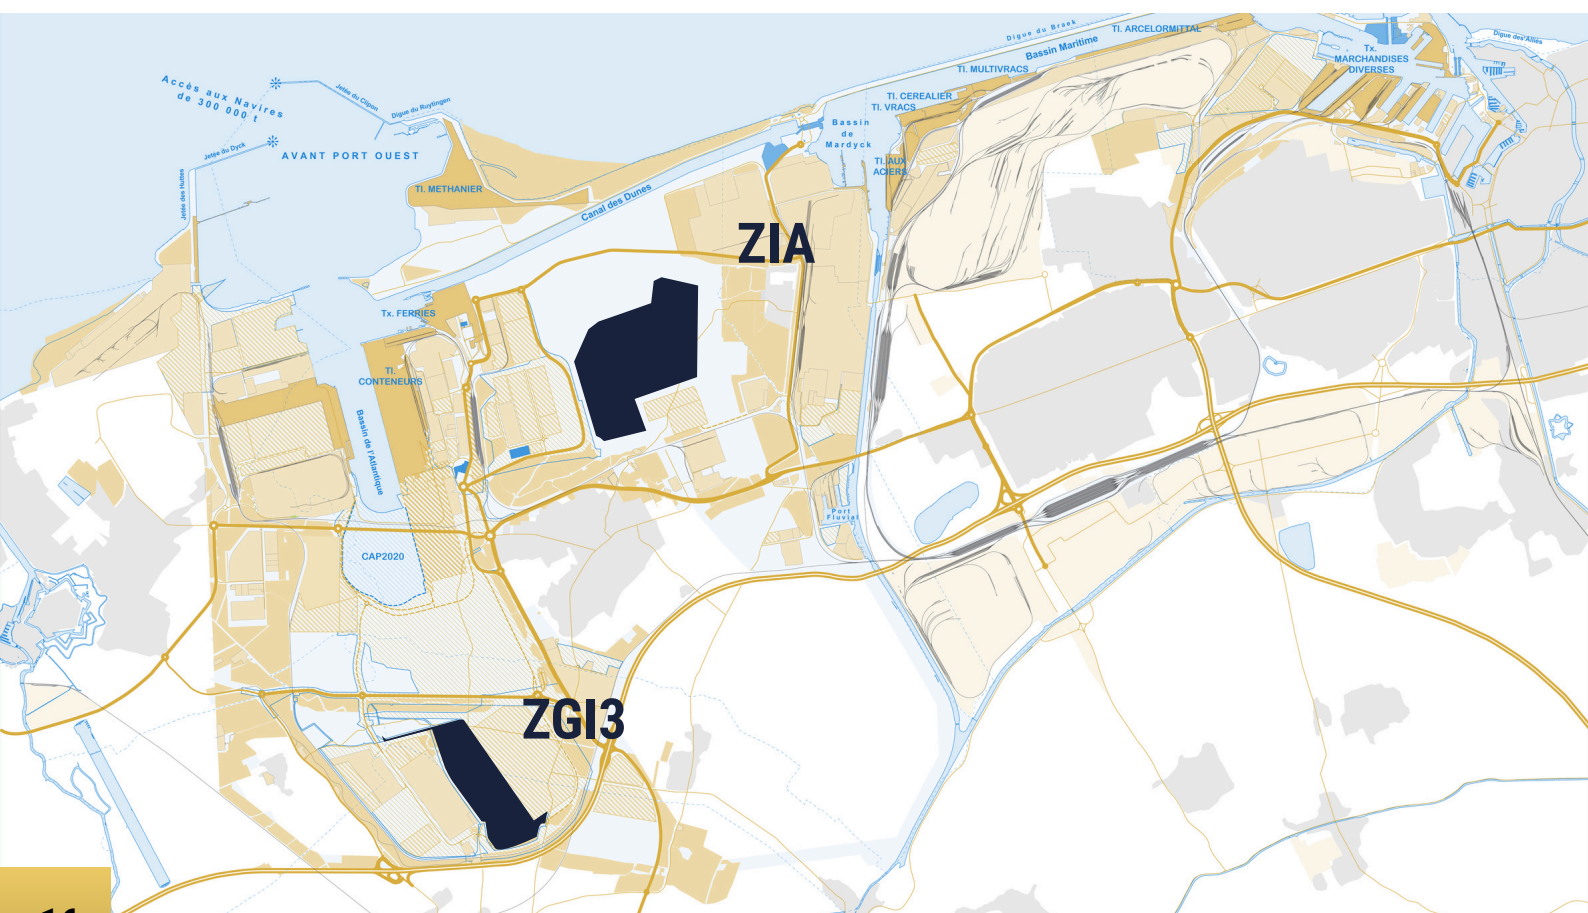 Digue du Braek
Bassin Maritime
Tl. ARCELORMITTAL
Digue des Alliés
Tx.
MARCHANDISES
DIVERSES
Tl. MULTIVRACS
Accès aux Navires
de 300 000 t
Jetée du Clipon
Digue du Ruytingen
Tl. CEREALIER
Tl. VRACS
Bassin
de
Mardyck
Jetée du Dyck
AVANT PORT OUEST
Tl. AUX
ACIERS
Jetée des Huttes
Tl. METHANIER
Canal des Dunes
ZIA
Tx. FERRIES
Tl.
CONTENEURS
Bassin de l'Atlantique
Port
Fluvial
CAP2020
ZGI3